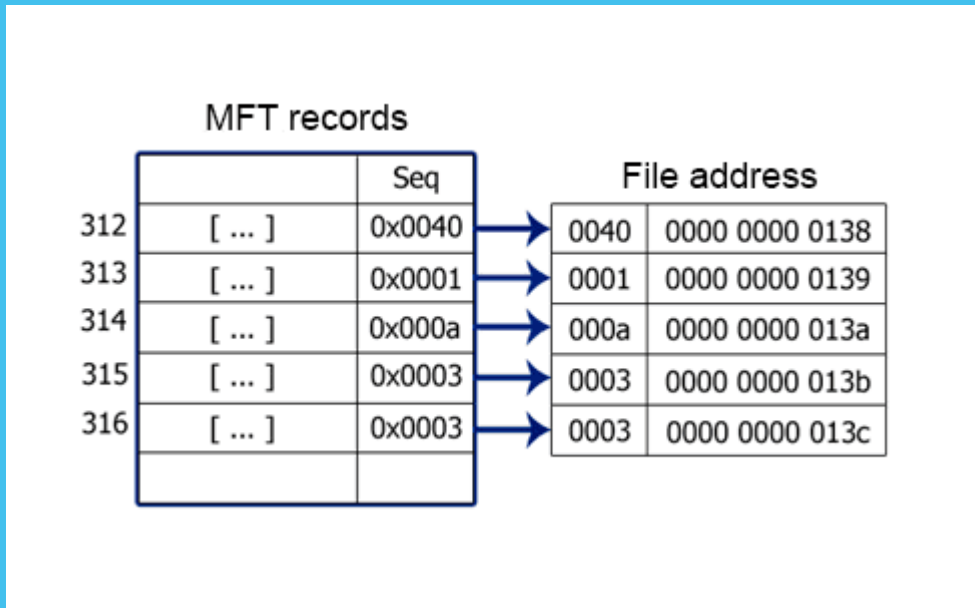 MFT records
Seq
File address
312 [ ... ] 0x0040 0040 0000 0000 0138
313 [ ... ] 0x0001 0001 0000 0000 0139
314 [ ... ] 0x000a 000a 0000 0000 013a
315 [ ... ] 0x0003 0003 0000 0000 013b
316 [ ... ] 0x0003 0003 0000 0000 013c